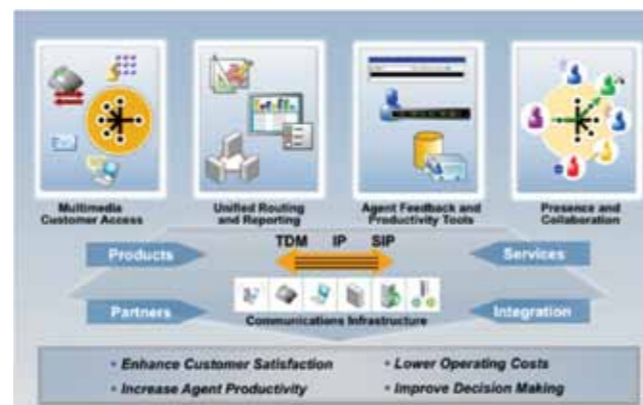 Multimedia
Customer Access
Unified Routing
and Reporting
Agent Feedback and
Productivity Tools
Presence and
Collaboration
Products
TDM IP SIP
Services
Partners
Communications Infrastructure
Integration
• Enhance Customer Satisfaction
• Lower Operating Costs
• Increase Agent Productivity
• Improve Decision Making